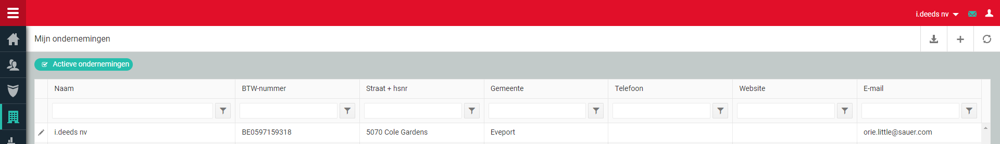 i.deeds nv
Mijn ondernemingen
Actieve ondernemingen
Naam BTW-nummer Straat + hsnr Gemeente Telefoon Website E-mail
i.deeds nv BE0597159318 5070 Cole Gardens Eveport orie.little@sauer.com